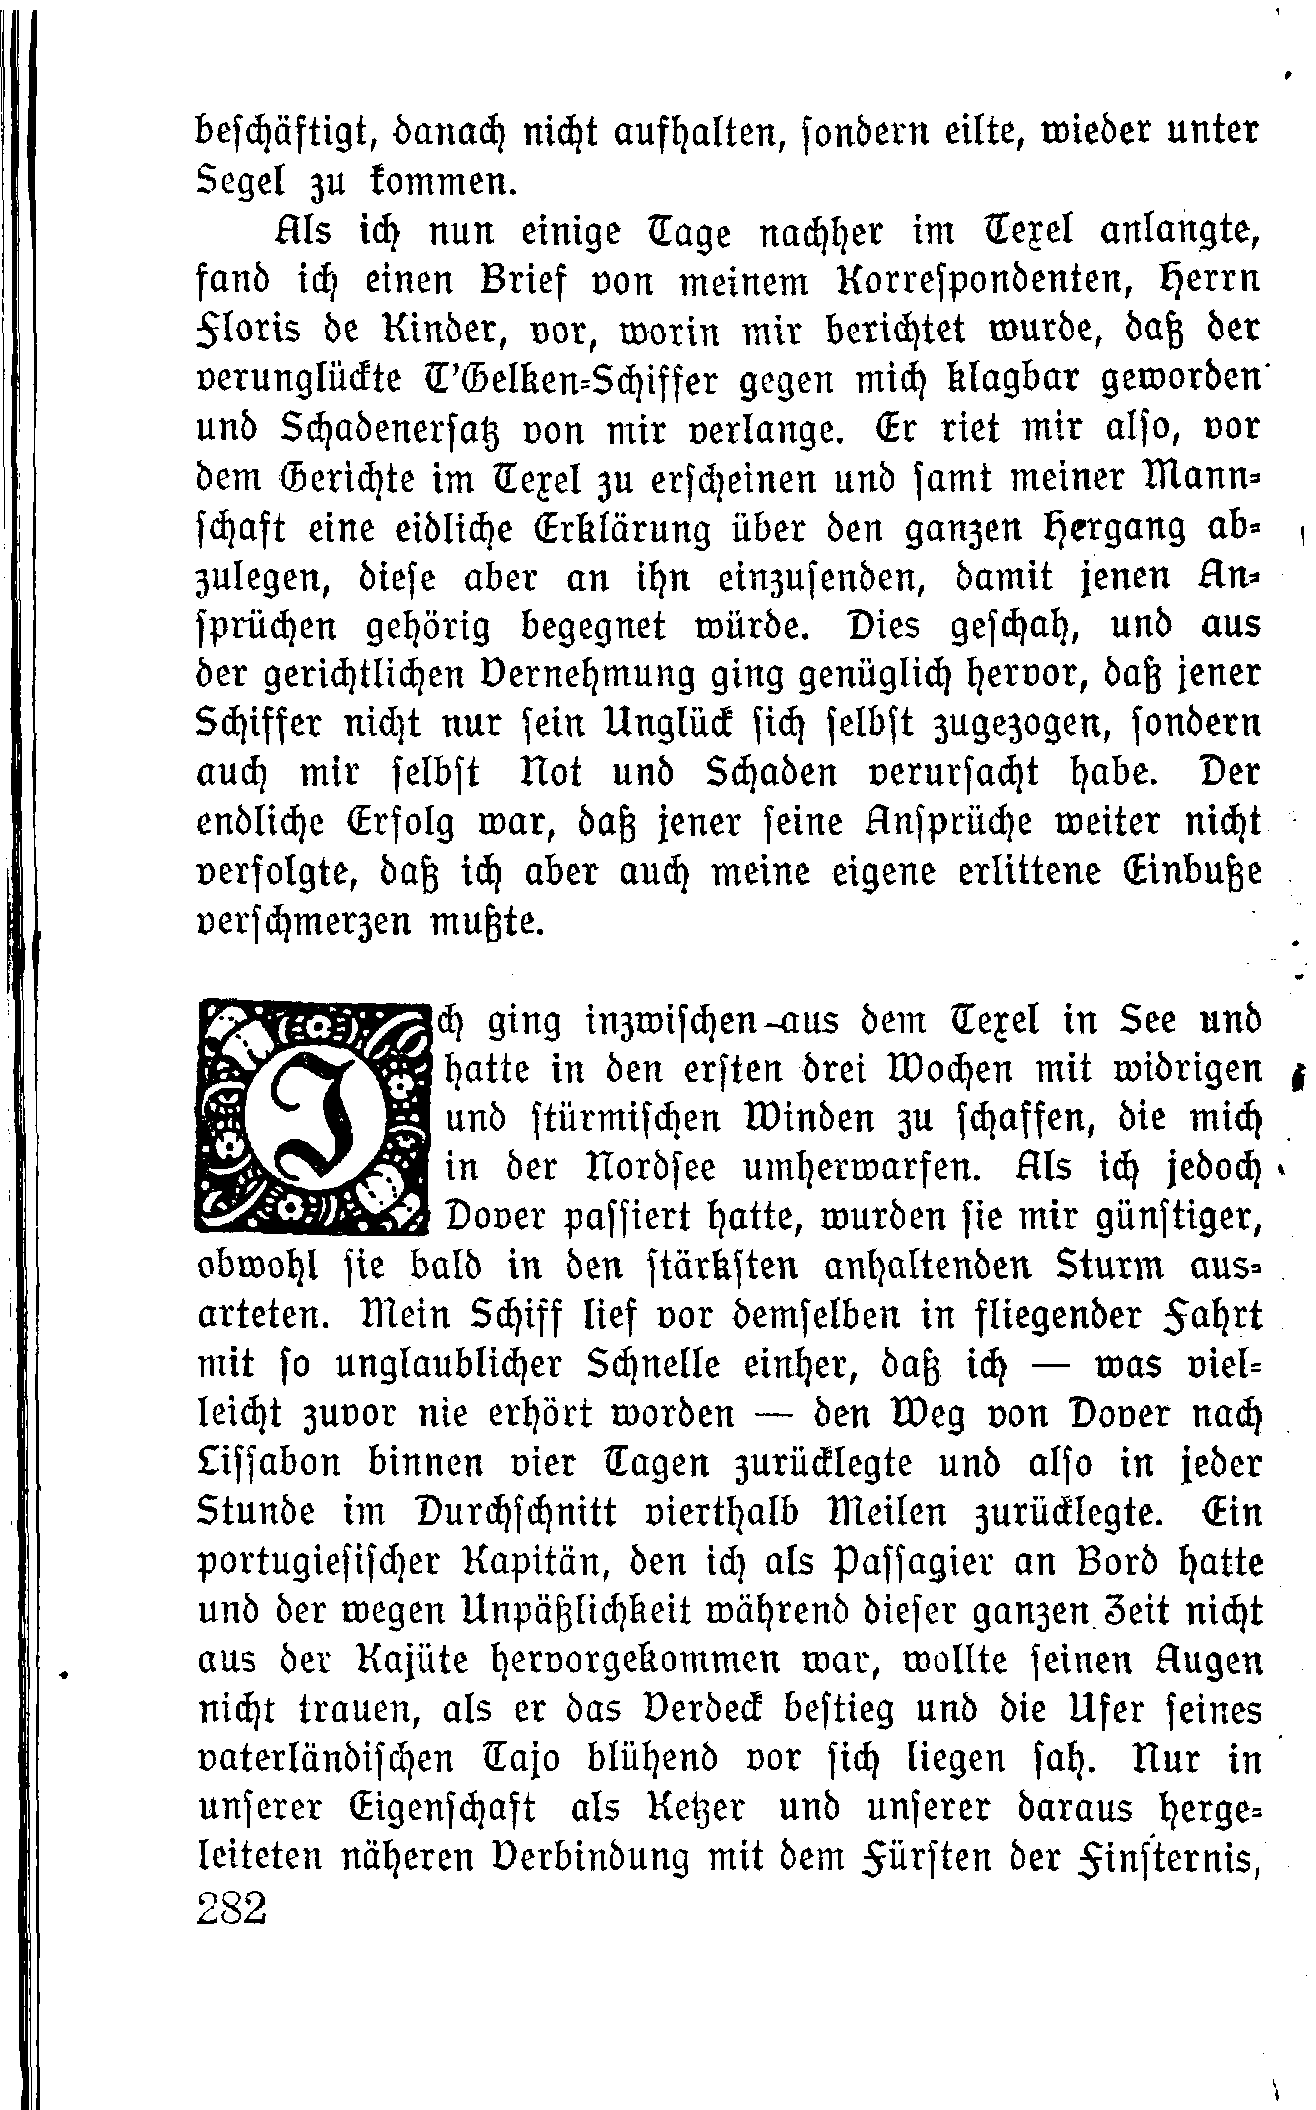 beschäftigt, danach nicht aufhalten, sondern eilte, wieder unter
Segel zu kommen.
Als ich nun einige Tage nachher im Texel anlangte,
fand ich einen Brief von meinem Korrespondenten, Herrn
Floris de Kinder, vor, worin mir berichtet wurde, daß der
verunglückte T'Gelken-Schiffer gegen mich klagbar geworden
und Schadenersatz von mir verlange. Er riet mir also, vor
dem Gerichte im Texel zu erscheinen und samt meiner Mann-
schaft eine eidliche Erklärung über den ganzen Hergang ab-
zulegen, diese aber an ihn einzusenden, damit jenen An-
sprüchen gehörig begegnet würde. Dies geschah, und aus
der gerichtlichen Vernehmung ging genüglich hervor, daß jener
Schiffer nicht nur sein Unglück sich selbst zugezogen, sondern
auch mir selbst Not und Schaden verursacht habe. Der
endliche Erfolg war, daß jener seine Ansprüche weiter nicht
verfolgte, daß ich aber auch meine eigene erlittene Einbuße
verschmerzen mußte.
Ich ging inzwischen aus dem Texel in See und
hatte in den ersten drei Wochen mit widrigen
und stürmischen Winden zu schaffen, die mich
in der Nordsee umherwarfen. Als ich jedoch
Dover passiert hatte, wurden sie mir günstiger,
obwohl sie bald in den stärksten anhaltenden Sturm aus-
arteten. Mein Schiff lief vor demselben in fliegender Fahrt
mit so unglaublicher Schnelle einher, daß ich — was viel-
leicht zuvor nie erhört worden — den Weg von Dover nach
Lissabon binnen vier Tagen zurücklegte und also in jeder
Stunde im Durchschnitt vierthalb Meilen zurücklegte. Ein
portugiesischer Kapitän, den ich als Passagier an Bord hatte
und der wegen Unpäßlichkeit während dieser ganzen Zeit nicht
aus der Kajüte hervorgekommen war, wollte seinen Augen
nicht trauen, als er das Verdeck bestieg und die Ufer seines
vaterländischen Tajo blühend vor sich liegen sah. Nur in
unserer Eigenschaft als Ketzer und unserer daraus herge-
leiteten näheren Verbindung mit dem Fürsten der Finsternis,
282